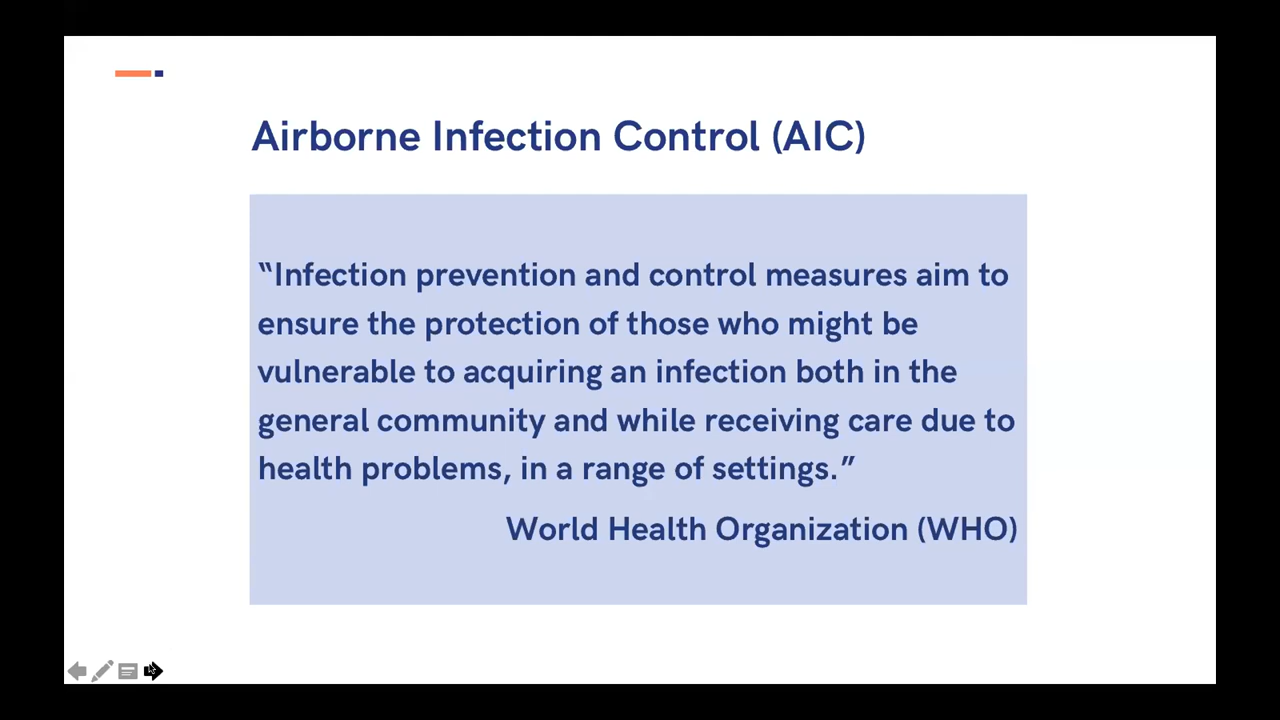 Airborne Infection Control (AIC)
“Infection prevention and control measures aim to
ensure the protection of those who might be
vulnerable to acquiring an infection both in the
general community and while receiving care due to
health problems, in a range of settings.”
World Health Organization (WHO)